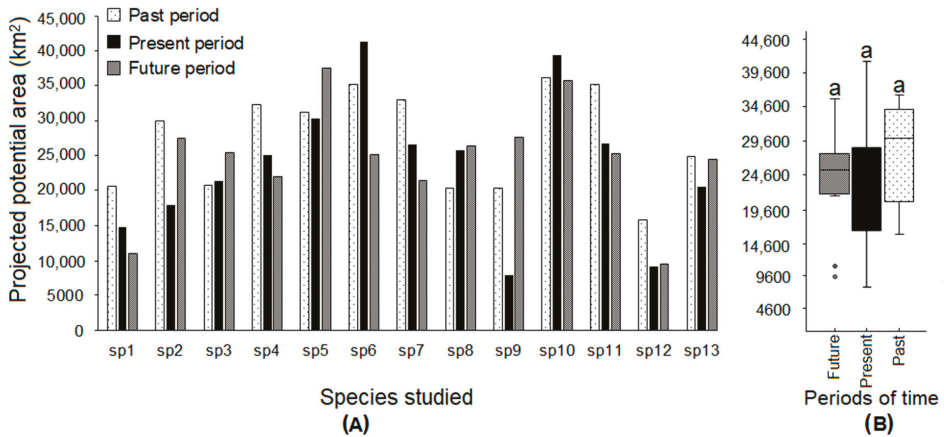 (A)
Projected potential area (km²)
45,000
40,000
35,000
30,000
25,000
20,000
15,000
10,000
5000
0
Past period
Present period
Future period
sp1 sp2 sp3 sp4 sp5 sp6 sp7 sp8 sp9 sp10 sp11 sp12 sp13
Species studied
(A)
(B)
44,600
39,600
34,600
29,600
24,600
19,600
14,600
9600
4600
a a a
Future Present Past
Periods of time
(B)